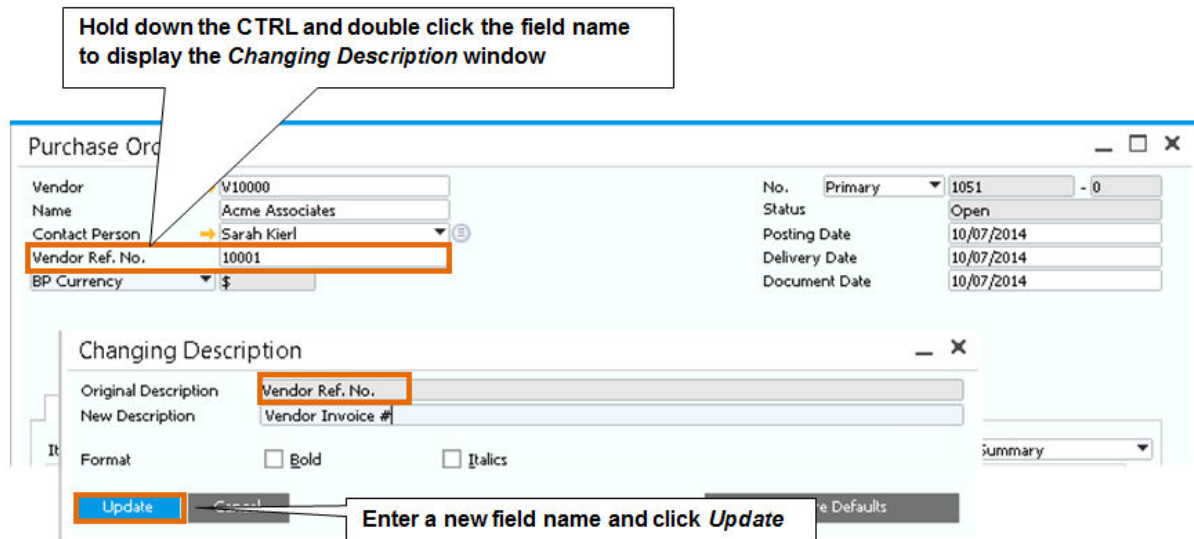 Hold down the CTRL and double click the field name
to display the Changing Description window
Purchase Ord
Vendor V10000
Name Acme Associates
Contact Person Sarah Kierl
Vendor Ref. No. 10001
BP Currency $
No. Primary 1051 - 0
Status Open
Posting Date 10/07/2014
Delivery Date 10/07/2014
Document Date 10/07/2014
Changing Description
Original Description Vendor Ref. No.
New Description Vendor Invoice #
Format Bold Italics
It
Summary
Update
Enter a new field name and click Update
Defaults